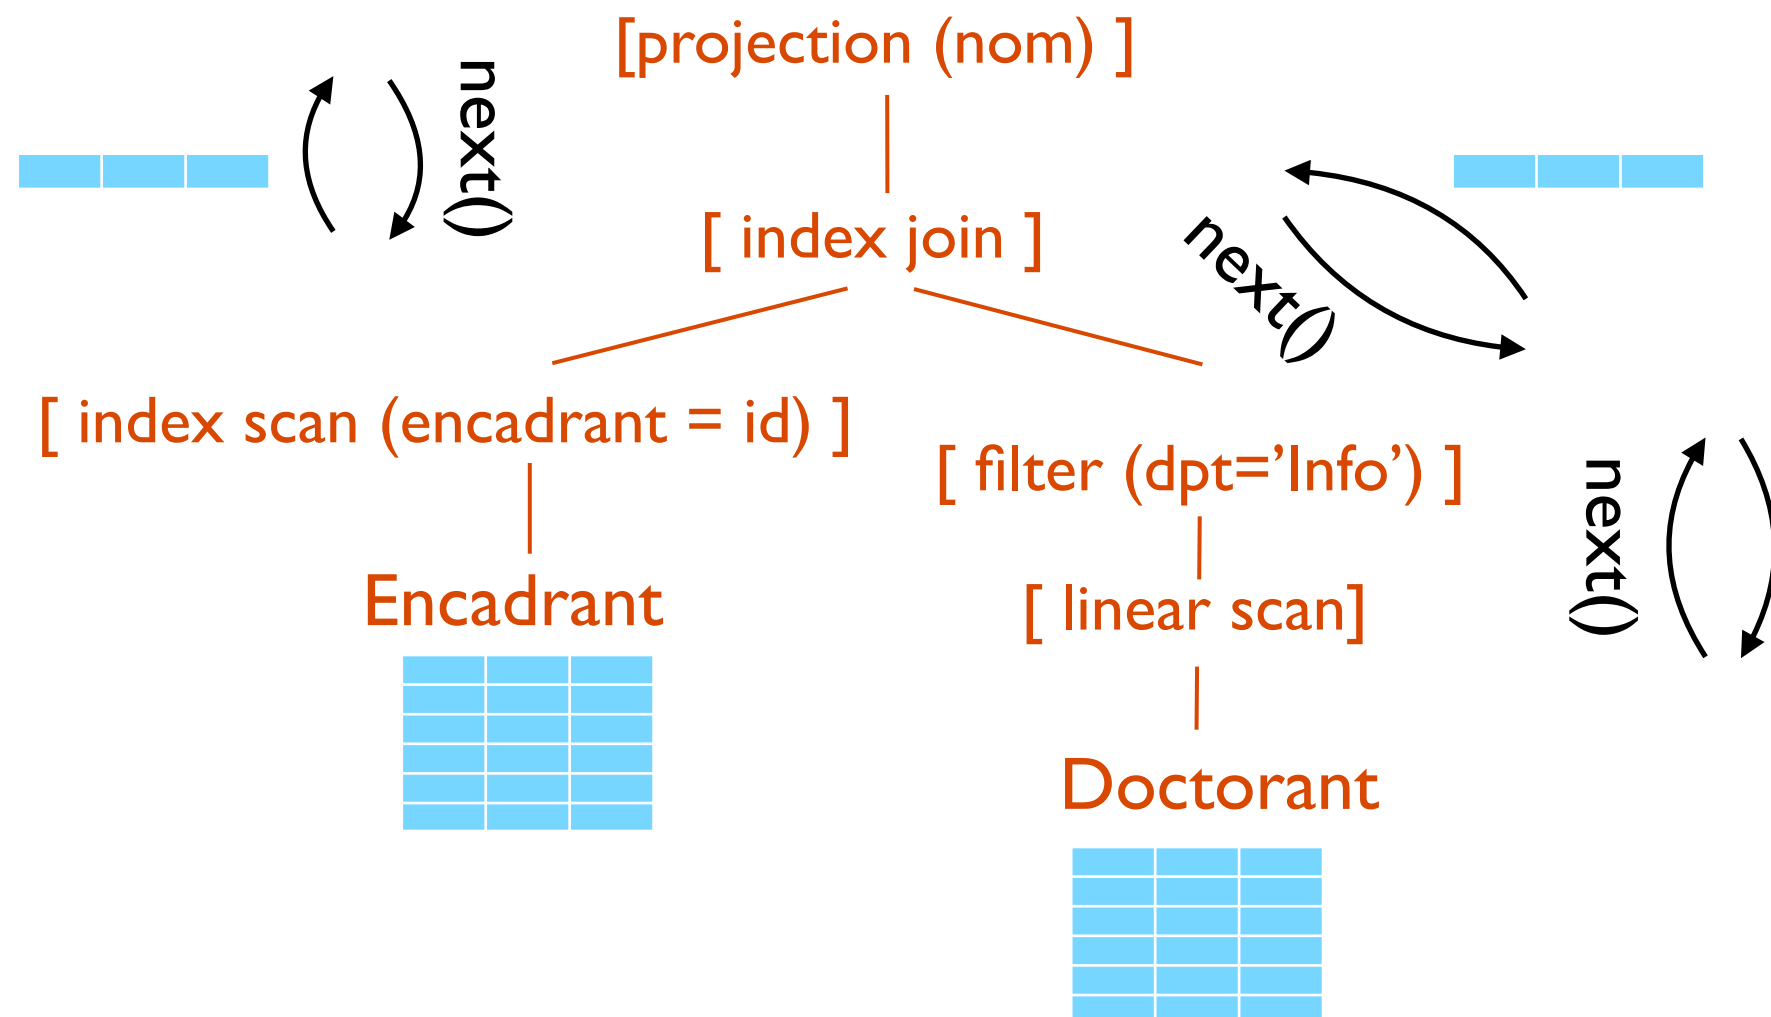 [projection (nom) ]
next()
[ index join ]
next()
[ index scan (encadrant = id) ]
[ filter (dpt=’Info’) ]
next()
Encadrant
[ linear scan]
Doctorant